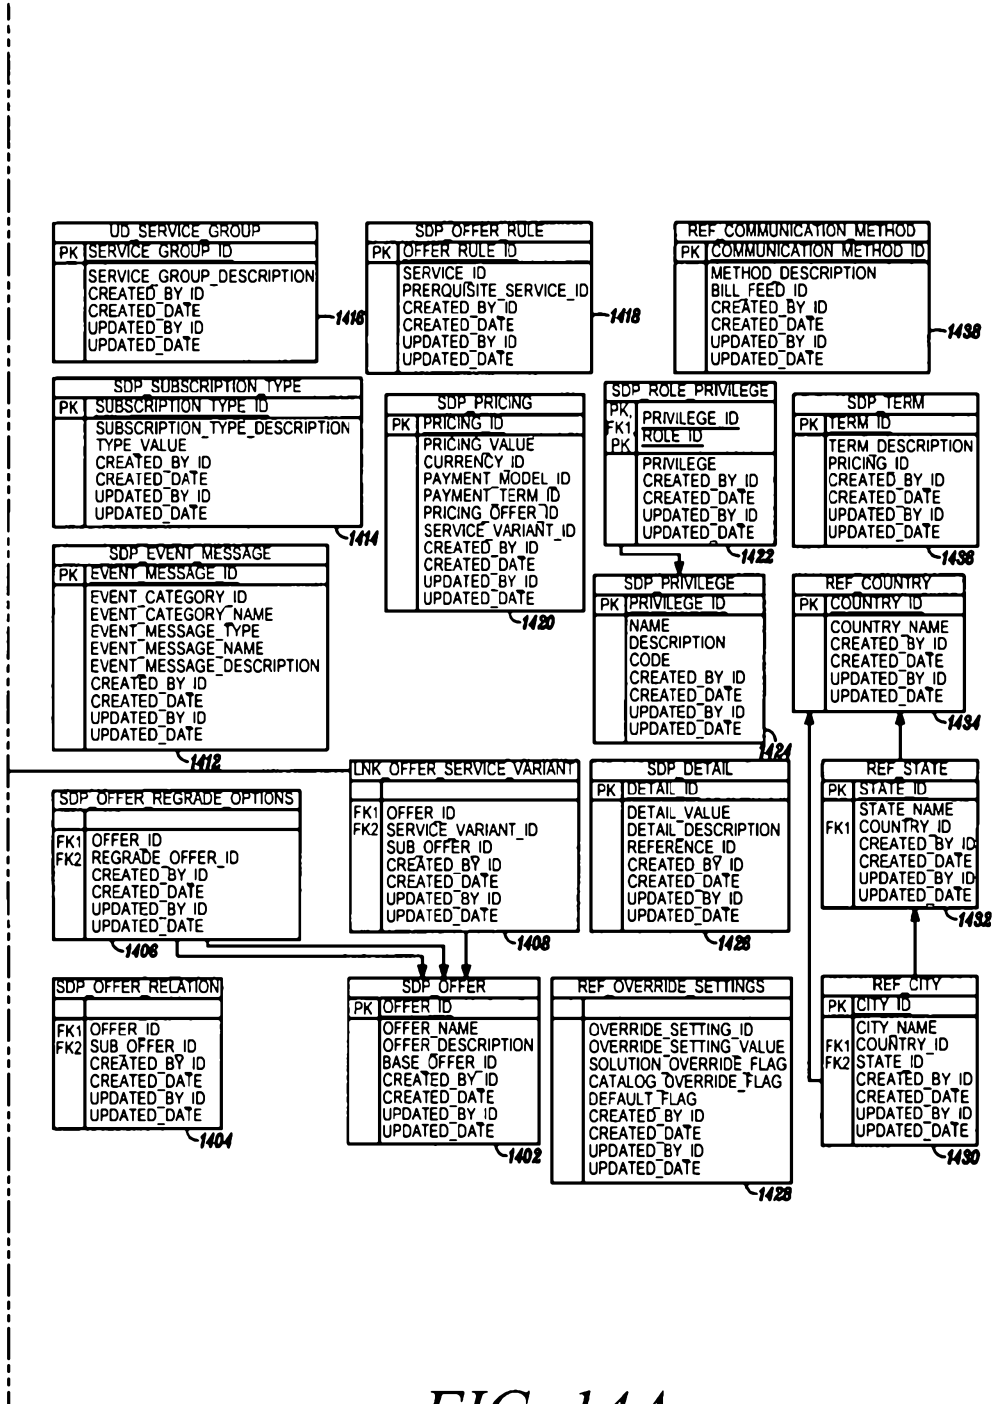 UD_SERVICE_GROUP
PK SERVICE_GROUP_ID
SERVICE_GROUP_DESCRIPTION
CREATED_BY_ID
CREATED_DATE
UPDATED_BY_ID
UPDATED_DATE
1416
SDP_OFFER_RULE
PK OFFER_RULE_ID
SERVICE_ID
PREREQUISITE_SERVICE_ID
CREATED_BY_ID
CREATED_DATE
UPDATED_BY_ID
UPDATED_DATE
1418
REF_COMMUNICATION_METHOD
PK COMMUNICATION_METHOD_ID
METHOD_DESCRIPTION
BILL_FEED_ID
CREATED_BY_ID
CREATED_DATE
UPDATED_BY_ID
UPDATED_DATE
1438
SDP_SUBSCRIPTION_TYPE
PK SUBSCRIPTION_TYPE_ID
SUBSCRIPTION_TYPE_DESCRIPTION
TYPE_VALUE
CREATED_BY_ID
CREATED_DATE
UPDATED_BY_ID
UPDATED_DATE
1414
SDP_PRICING
PK PRICING_ID
PRICING_VALUE
CURRENCY_ID
PAYMENT_MODEL_ID
PAYMENT_TERM_ID
PRICING_OFFER_ID
SERVICE_VARIANT_ID
CREATED_BY_ID
CREATED_DATE
UPDATED_BY_ID
UPDATED_DATE
1420
SDP_ROLE_PRIVILEGE
PK,
FK1 PRIVILEGE_ID
PK ROLE_ID
PRIVILEGE
CREATED_BY_ID
CREATED_DATE
UPDATED_BY_ID
UPDATED_DATE
1422
SDP_TERM
PK TERM_ID
TERM_DESCRIPTION
PRICING_ID
CREATED_BY_ID
CREATED_DATE
UPDATED_BY_ID
UPDATED_DATE
1436
SDP_EVENT_MESSAGE
PK EVENT_MESSAGE_ID
EVENT_CATEGORY_ID
EVENT_CATEGORY_NAME
EVENT_MESSAGE_TYPE
EVENT_MESSAGE_NAME
EVENT_MESSAGE_DESCRIPTION
CREATED_BY_ID
CREATED_DATE
UPDATED_BY_ID
UPDATED_DATE
1412
SDP_PRIVILEGE
PK PRIVILEGE_ID
NAME
DESCRIPTION
CODE
CREATED_BY_ID
CREATED_DATE
UPDATED_BY_ID
UPDATED_DATE
1424
REF_COUNTRY
PK COUNTRY_ID
COUNTRY_NAME
CREATED_BY_ID
CREATED_DATE
UPDATED_BY_ID
UPDATED_DATE
1434
SDP_OFFER_REGRADE_OPTIONS
FK1 OFFER_ID
FK2 REGRADE_OFFER_ID
CREATED_BY_ID
CREATED_DATE
UPDATED_BY_ID
UPDATED_DATE
1406
LNK_OFFER_SERVICE_VARIANT
FK1 OFFER_ID
FK2 SERVICE_VARIANT_ID
SUB_OFFER_ID
CREATED_BY_ID
CREATED_DATE
UPDATED_BY_ID
UPDATED_DATE
1408
SDP_DETAIL
PK DETAIL_ID
DETAIL_VALUE
DETAIL_DESCRIPTION
REFERENCE_ID
CREATED_BY_ID
CREATED_DATE
UPDATED_BY_ID
UPDATED_DATE
1426
REF_STATE
PK STATE_ID
STATE_NAME
FK1 COUNTRY_ID
CREATED_BY_ID
CREATED_DATE
UPDATED_BY_ID
UPDATED_DATE
1432
SDP_OFFER_RELATION
FK1 OFFER_ID
FK2 SUB_OFFER_ID
CREATED_BY_ID
CREATED_DATE
UPDATED_BY_ID
UPDATED_DATE
1404
SDP_OFFER
PK OFFER_ID
OFFER_NAME
OFFER_DESCRIPTION
BASE_OFFER_ID
CREATED_BY_ID
CREATED_DATE
UPDATED_BY_ID
UPDATED_DATE
1402
REF_OVERRIDE_SETTINGS
OVERRIDE_SETTING_ID
OVERRIDE_SETTING_VALUE
SOLUTION_OVERRIDE_FLAG
CATALOG_OVERRIDE_FLAG
DEFAULT_FLAG
CREATED_BY_ID
CREATED_DATE
UPDATED_BY_ID
UPDATED_DATE
1428
REF_CITY
PK CITY_ID
CITY_NAME
FK1 COUNTRY_ID
FK2 STATE_ID
CREATED_BY_ID
CREATED_DATE
UPDATED_BY_ID
UPDATED_DATE
1430
FIG. 14A